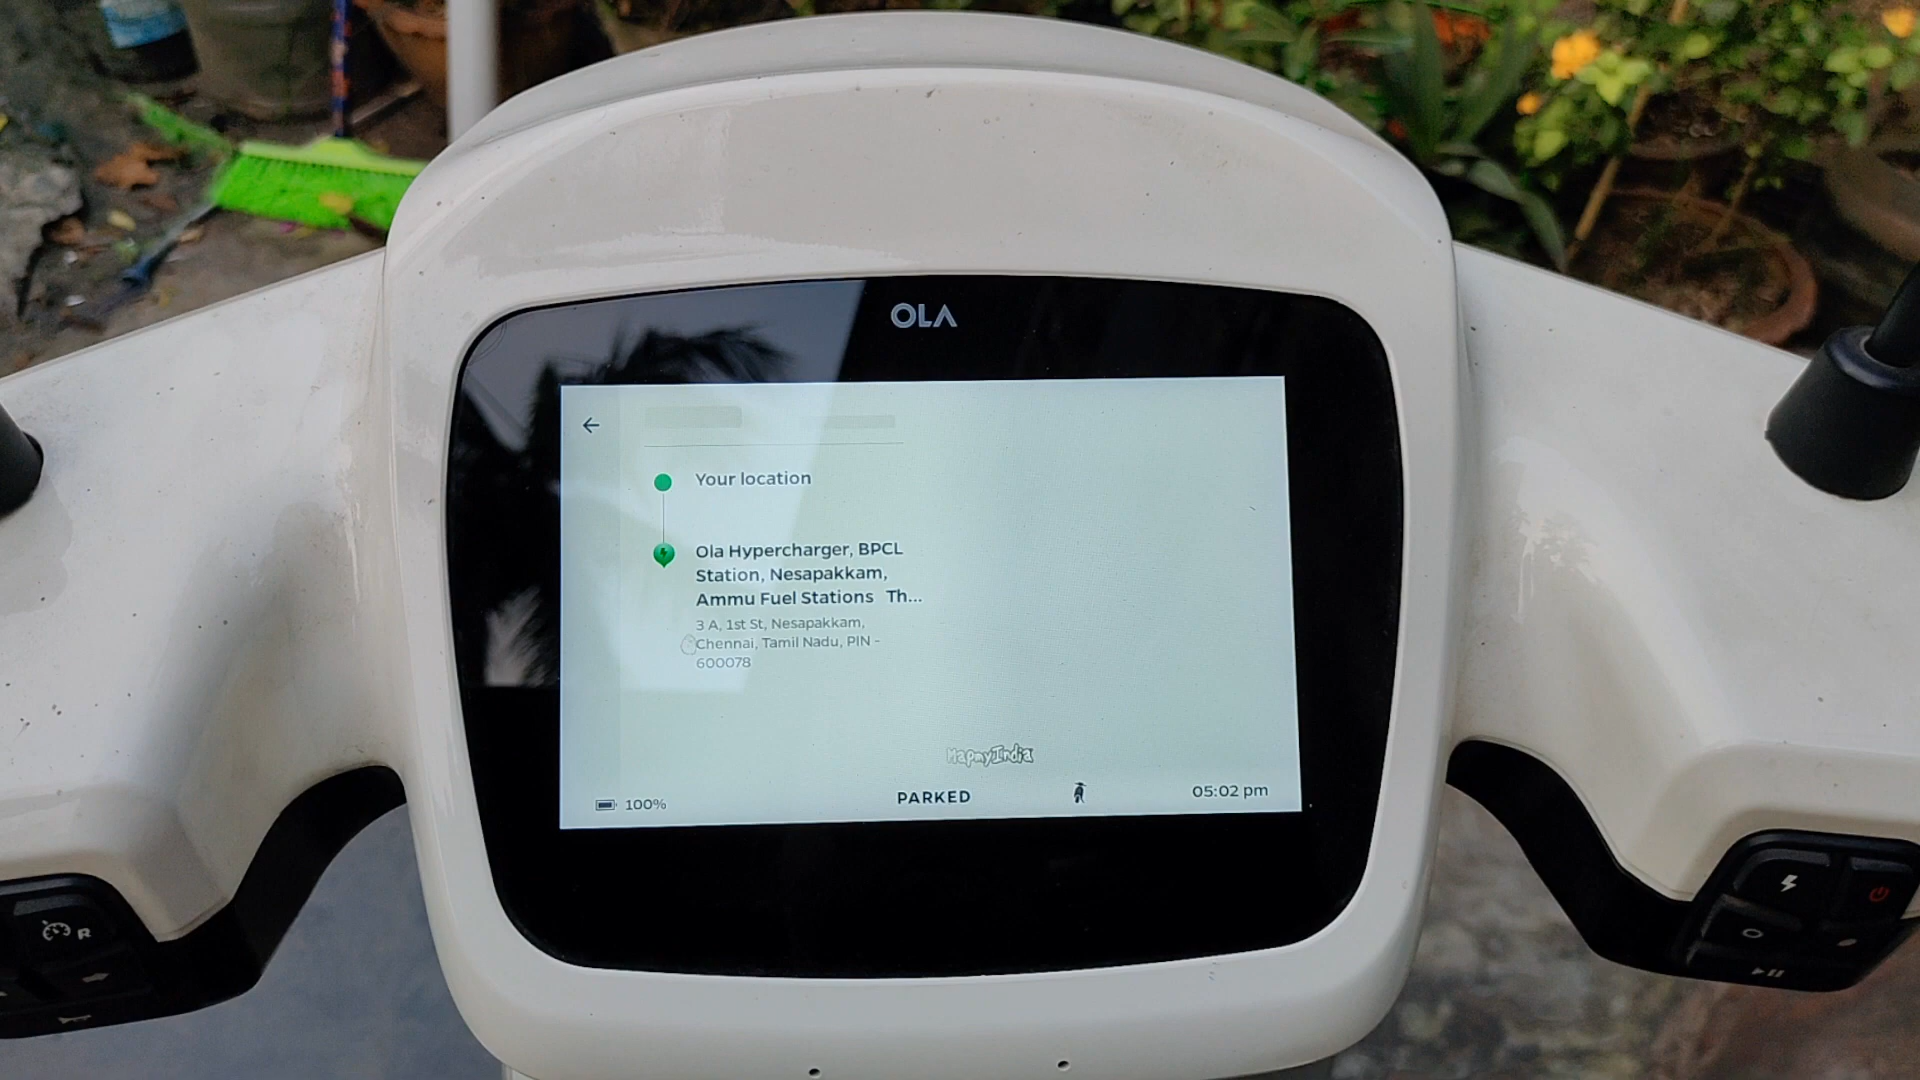 OLA
Your location
Ola Hypercharger, BPCL
Station, Nesapakkam,
Ammu Fuel Stations Th...
3 A, 1st St, Nesapakkam,
Chennai, Tamil Nadu, PIN -
600078
MapmyIndia
100%
PARKED
05:02 pm
R